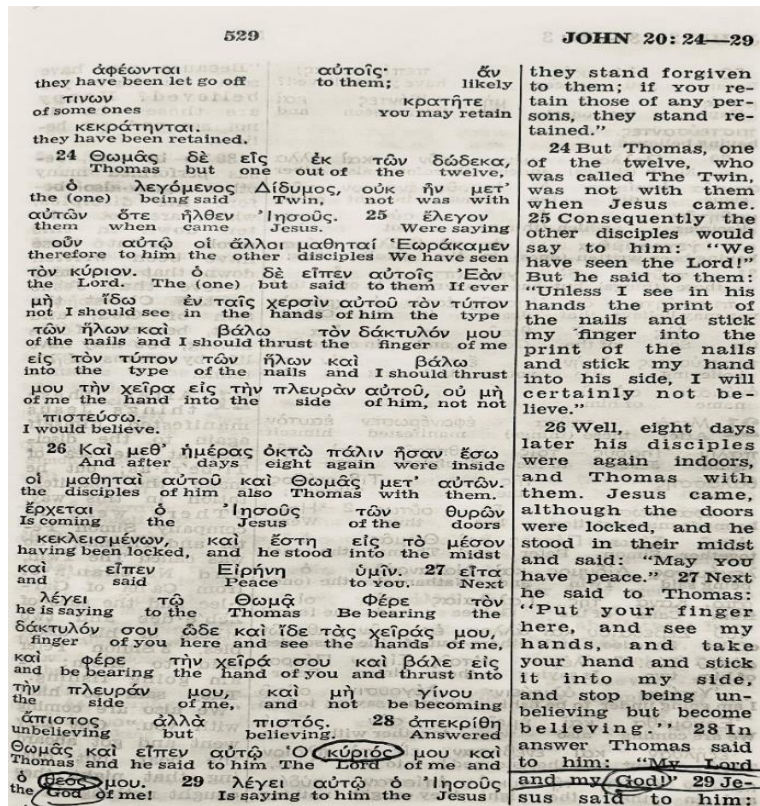 529
JOHN 20:24—29
ἀφέωνται αὐτοῖς· ἄν
they have been let go off to them; likely
τινων κρατῆτε
of some ones YOU may retain
κεκράτηνται.
they have been retained.
24 Θωμᾶς δὲ εἷς ἐκ τῶν δώδεκα,
Thomas but one out of the twelve,
ὁ λεγόμενος Δίδυμος, οὐκ ἦν μετ'
the (one) being said Twin, not was with
αὐτῶν ὅτε ἦλθεν Ἰησοῦς. 25 ἔλεγον
them when came Jesus. Were saying
οὖν αὐτῷ οἱ ἄλλοι μαθηταί Ἑωράκαμεν
therefore to him the other disciples We have seen
τὸν κύριον. ὁ δὲ εἶπεν αὐτοῖς Ἐὰν
the Lord. The (one) but said to them If ever
μὴ ἴδω ἐν ταῖς χερσὶν αὐτοῦ τὸν τύπον
not I should see in the hands of him the type
τῶν ἥλων καὶ βάλω τὸν δάκτυλόν μου
of the nails and I should thrust the finger of me
εἰς τὸν τύπον τῶν ἥλων καὶ βάλω
into the type of the nails and I should thrust
μου τὴν χεῖρα εἰς τὴν πλευρὰν αὐτοῦ, οὐ μὴ
of me the hand into the side of him, not not
πιστεύσω.
I would believe.
26 Καὶ μεθ' ἡμέρας ὀκτὼ πάλιν ἦσαν ἔσω
And after days eight again were inside
οἱ μαθηταὶ αὐτοῦ καὶ Θωμᾶς μετ' αὐτῶν.
the disciples of him also Thomas with them.
ἔρχεται ὁ Ἰησοῦς τῶν θυρῶν
Is coming the Jesus of the doors
κεκλεισμένων, καὶ ἔστη εἰς τὸ μέσον
having been locked, and he stood into the midst
καὶ εἶπεν Εἰρήνη ὑμῖν. 27 εἶτα
and said Peace to YOU. Next
λέγει τῷ Θωμᾷ Φέρε τὸν
he is saying to the Thomas Be bearing the
δάκτυλόν σου ὧδε καὶ ἴδε τὰς χεῖράς μου,
finger of you here and see the hands of me,
καὶ φέρε τὴν χεῖρά σου καὶ βάλε εἰς
and be bearing the hand of you and thrust into
τὴν πλευράν μου, καὶ μὴ γίνου
the side of me, and not be becoming
ἄπιστος ἀλλὰ πιστός. 28 ἀπεκρίθη
unbelieving but believing. Answered
Θωμᾶς καὶ εἶπεν αὐτῷ Ὁ κύριός μου καὶ
Thomas and he said to him The Lord of me and
ὁ θεός μου. 29 λέγει αὐτῷ ὁ Ἰησοῦς
the God of me! Is saying to him the Jesus
they stand forgiven
to them; if YOU re-
tain those of any per-
sons, they stand re-
tained."
24 But Thomas, one
of the twelve, who
was called The Twin,
was not with them
when Jesus came.
25 Consequently the
other disciples would
say to him: "We
have seen the Lord!"
But he said to them:
"Unless I see in his
hands the print of
the nails and stick
my finger into the
print of the nails
and stick my hand
into his side, I will
certainly not be-
lieve."
26 Well, eight days
later his disciples
were again indoors,
and Thomas with
them. Jesus came,
although the doors
were locked, and he
stood in their midst
and said: "May YOU
have peace." 27 Next
he said to Thomas:
"Put your finger
here, and see my
hands, and take
your hand and stick
it into my side,
and stop being un-
believing but become
believing." 28 In
answer Thomas said
to him: "My Lord
and my God!" 29 Je-
sus said to him: